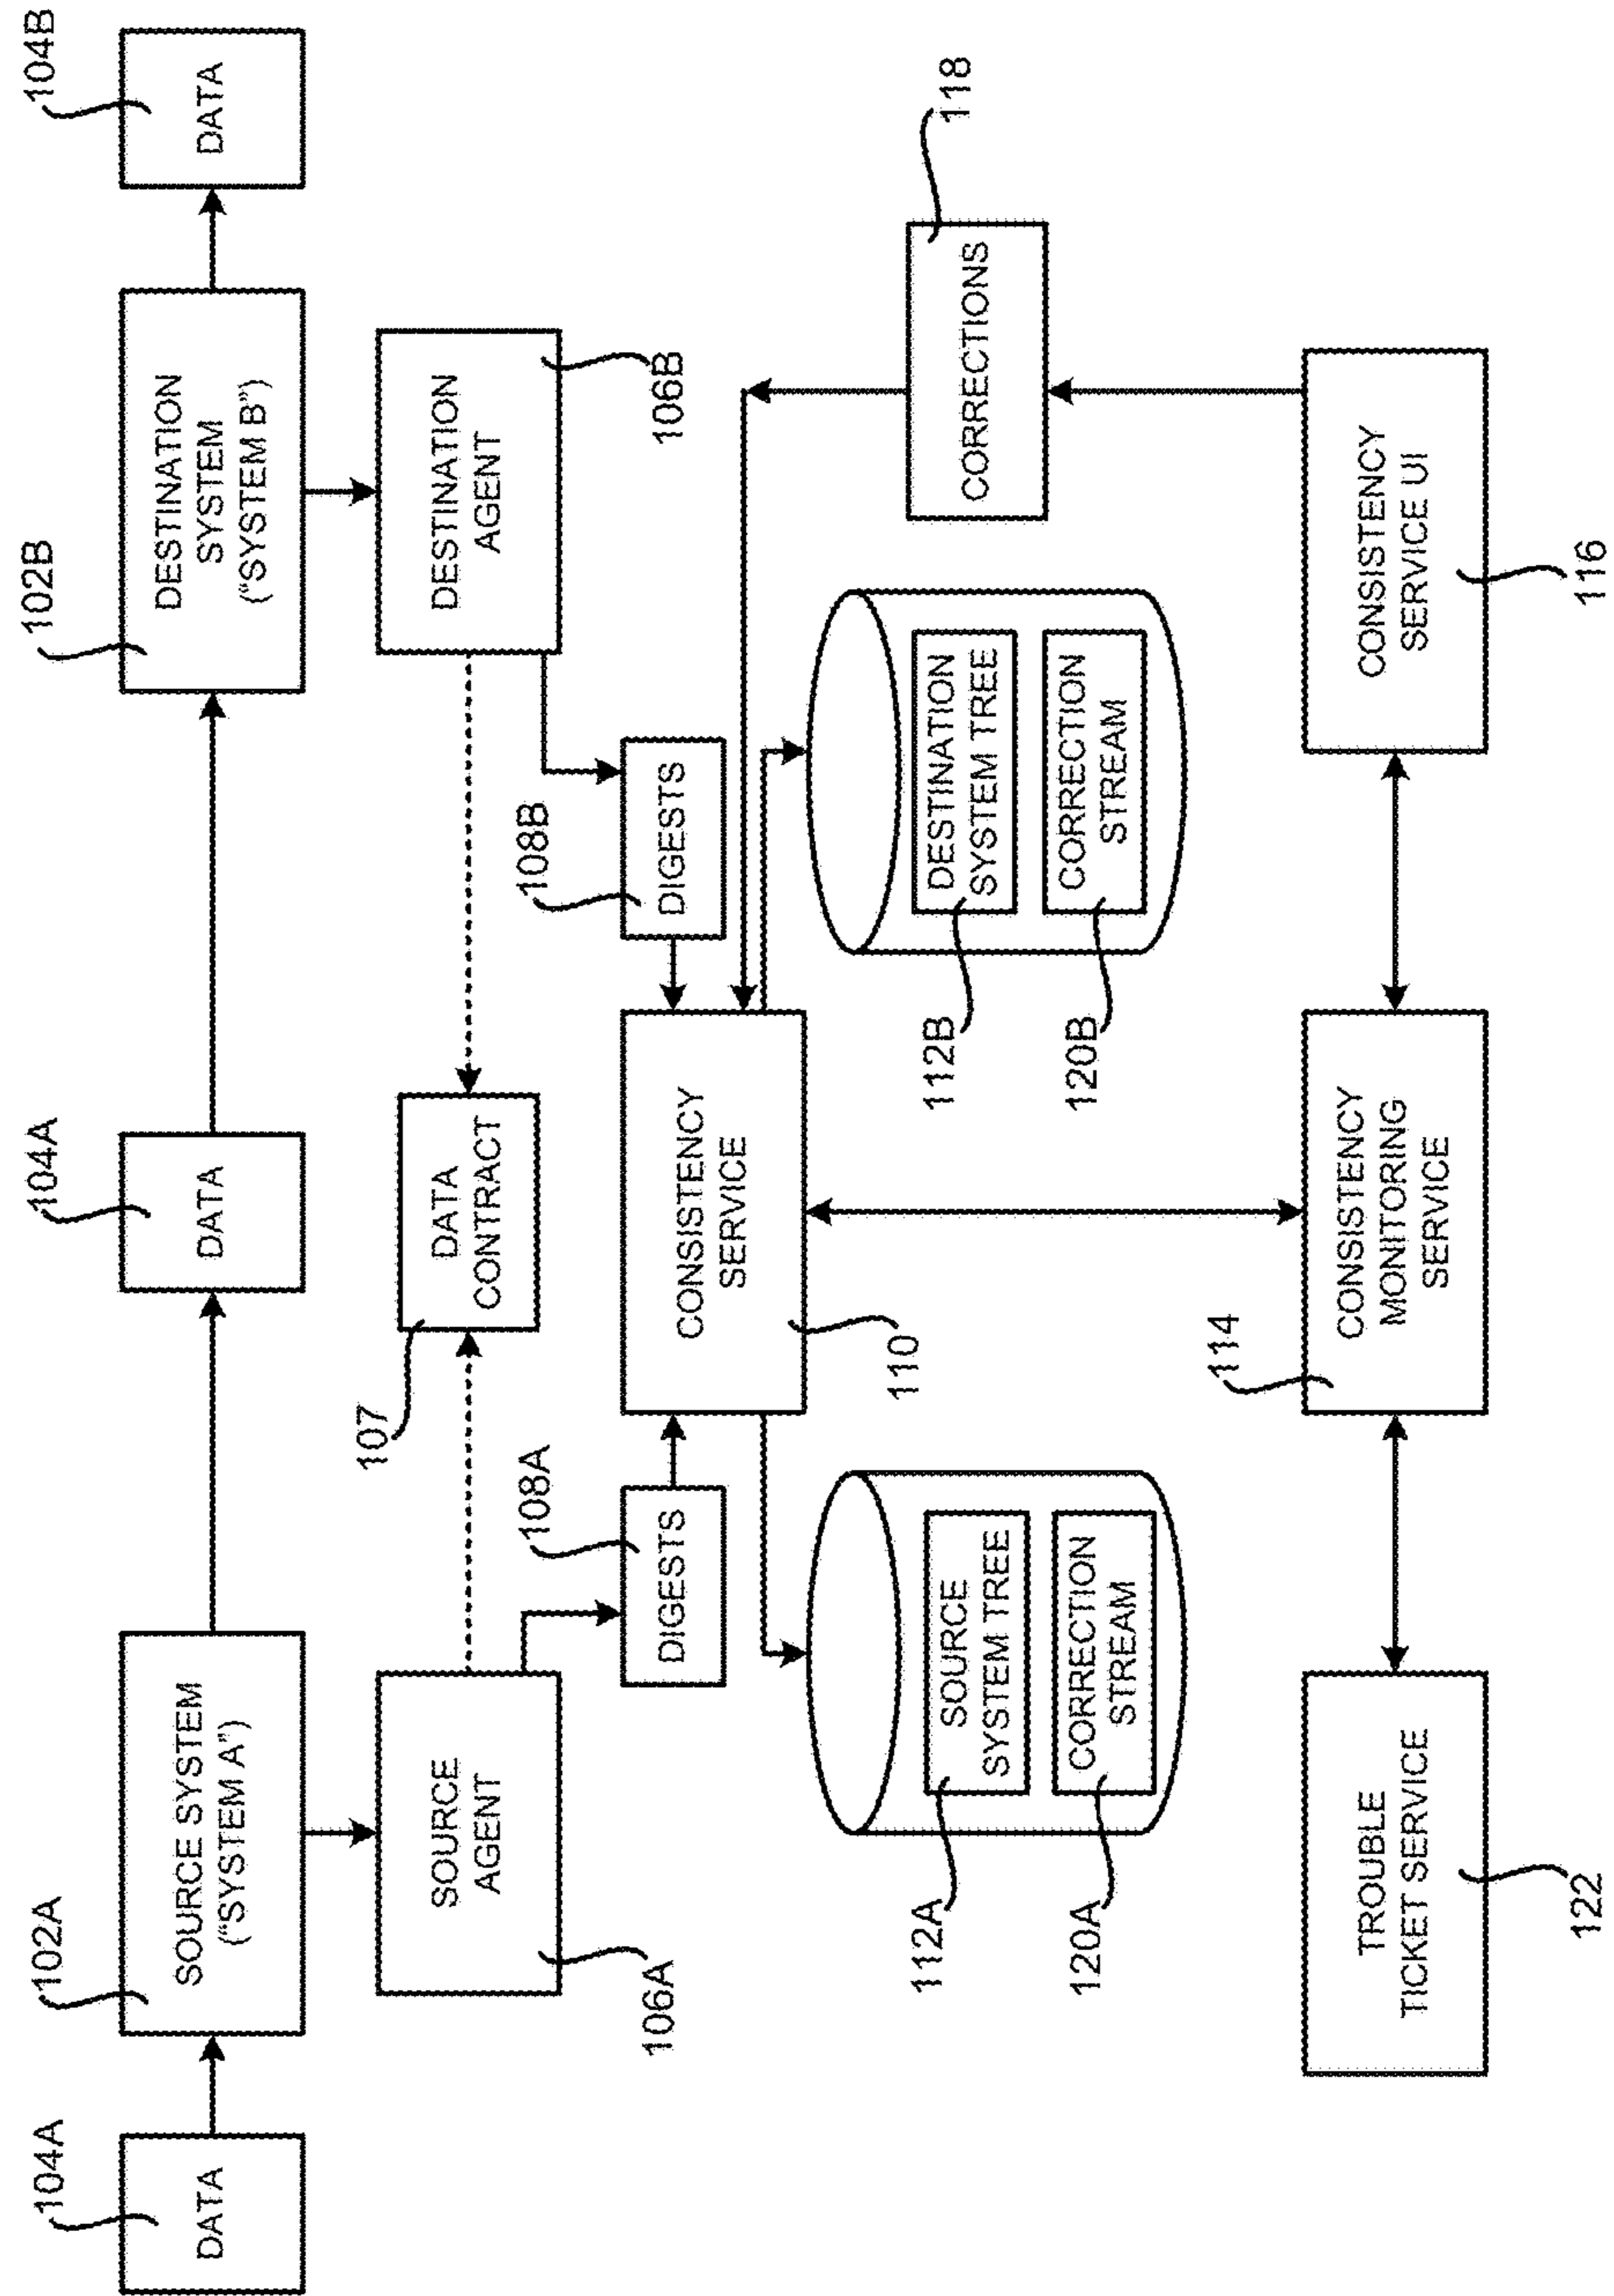 104A
DATA
102A
SOURCE SYSTEM
("SYSTEM A")
104A
DATA
102B
DESTINATION
SYSTEM
("SYSTEM B")
104B
DATA
SOURCE
AGENT
106A
107
DATA
CONTRACT
DESTINATION
AGENT
106B
108A
DIGESTS
CONSISTENCY
SERVICE
110
108B
DIGESTS
SOURCE
SYSTEM TREE
112A
CORRECTION
STREAM
120A
DESTINATION
SYSTEM TREE
112B
CORRECTION
STREAM
120B
CORRECTIONS
118
TROUBLE
TICKET SERVICE
122
114
CONSISTENCY
MONITORING
SERVICE
CONSISTENCY
SERVICE UI
116